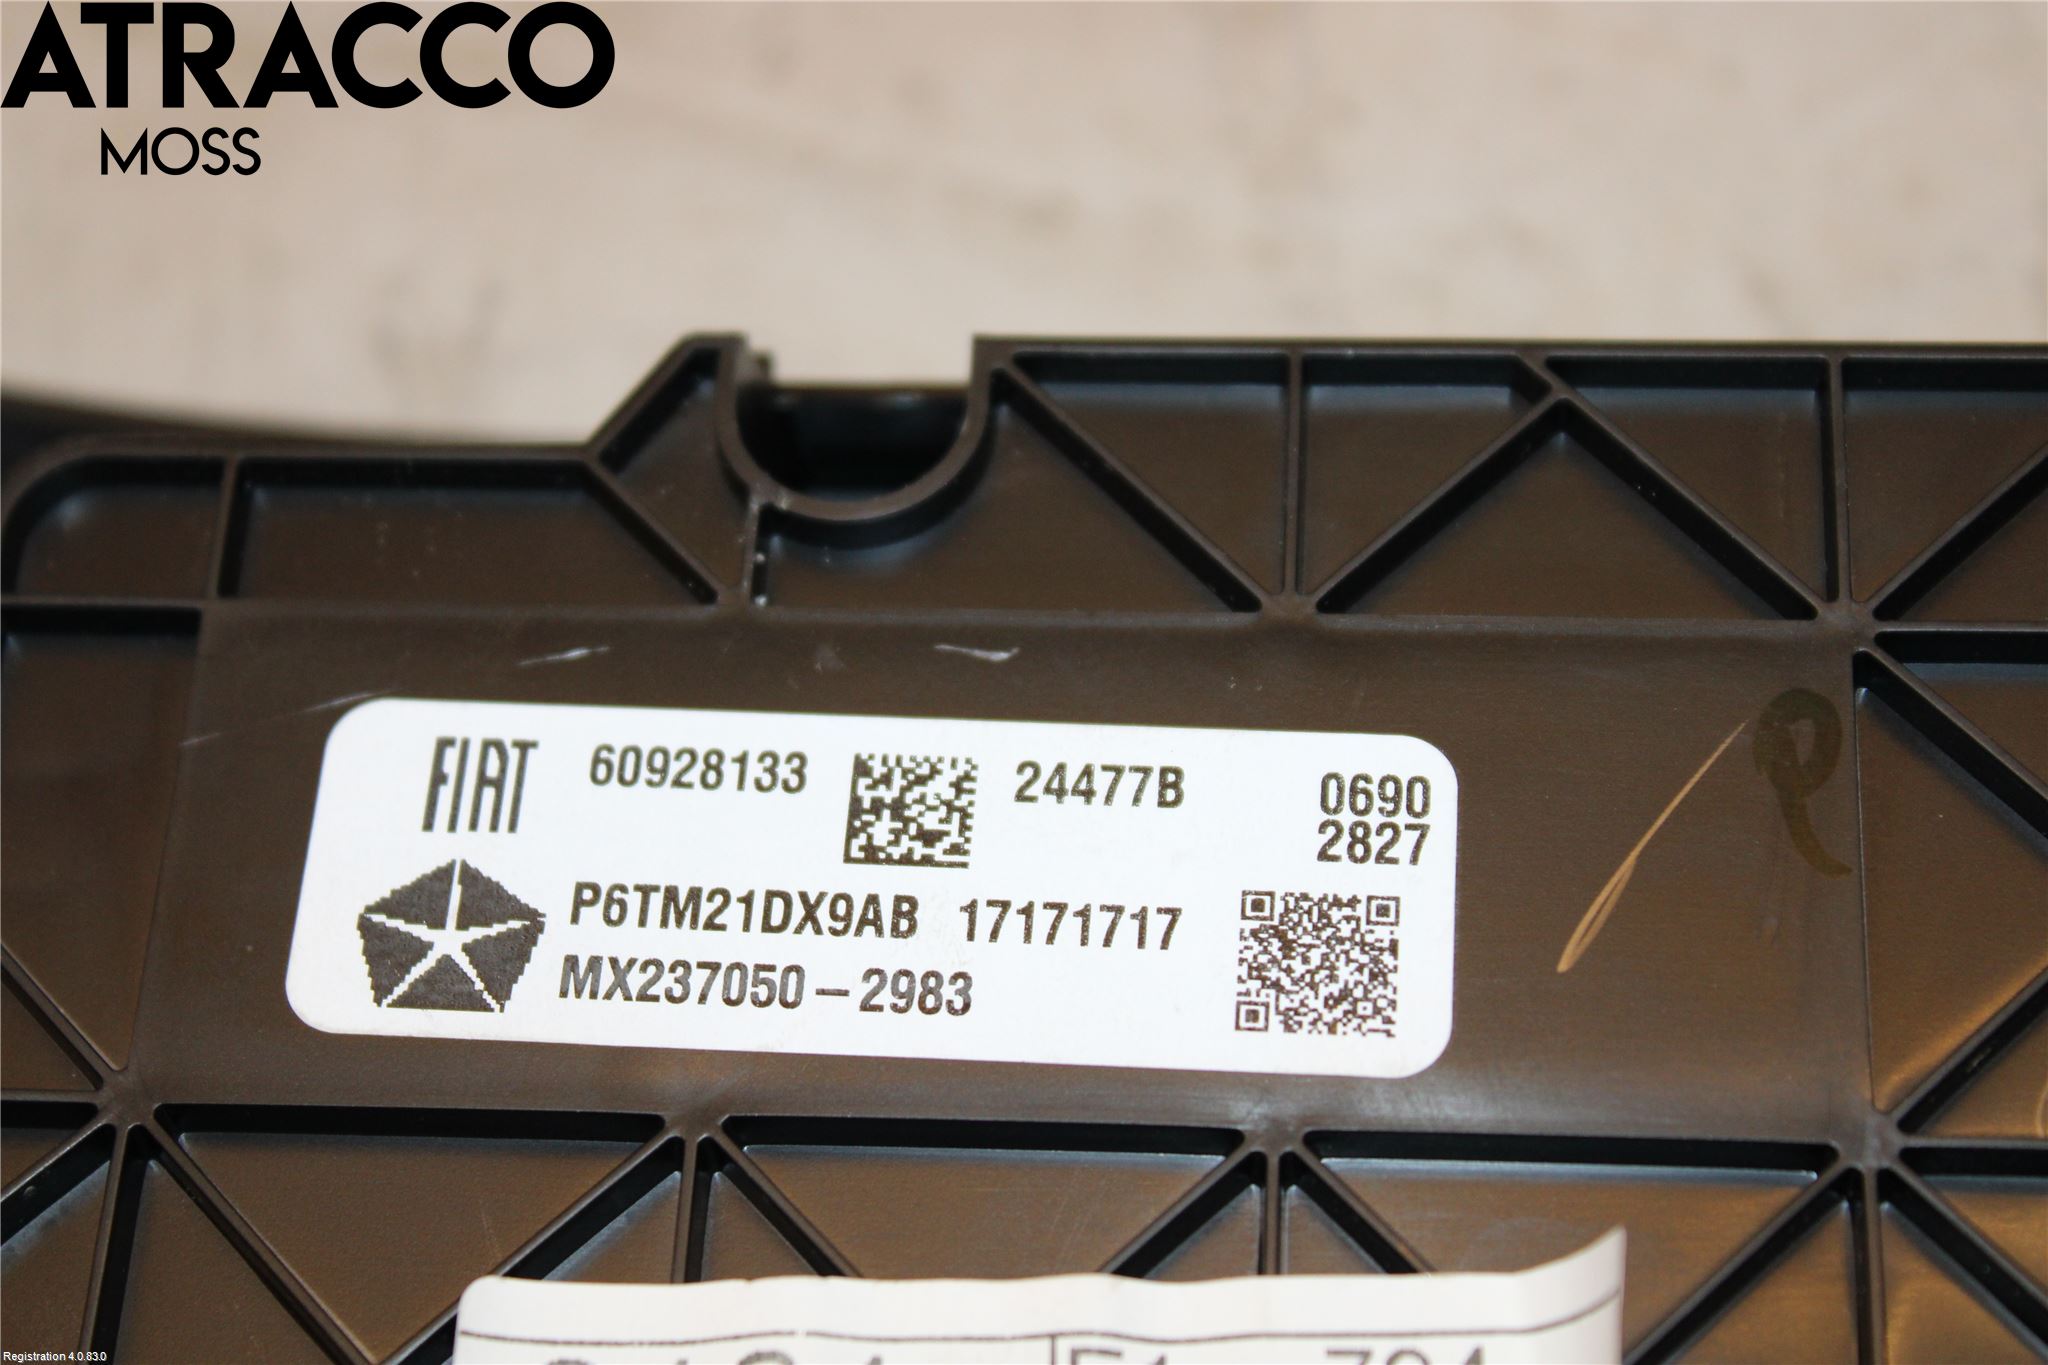 ATRACCO
MOSS
FIAT 60928133 24477B 0690
2827
P6TM21DX9AB 17171717
MX237050-2983
Registration 4.0.83.0